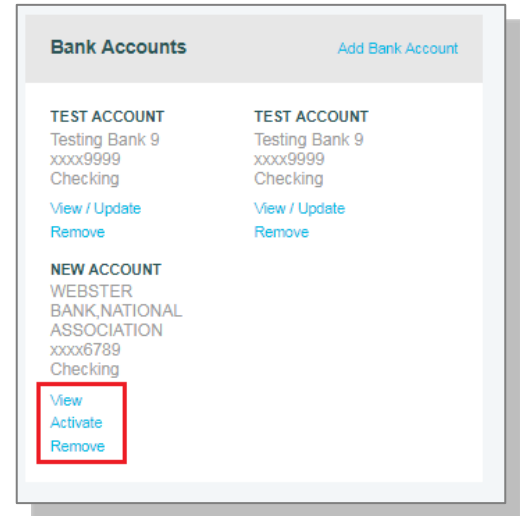 Bank Accounts
Add Bank Account
TEST ACCOUNT
Testing Bank 9
xxxx9999
Checking
View / Update
Remove
TEST ACCOUNT
Testing Bank 9
xxxx9999
Checking
View / Update
Remove
NEW ACCOUNT
WEBSTER
BANK,NATIONAL
ASSOCIATION
xxxx6789
Checking
View
Activate
Remove